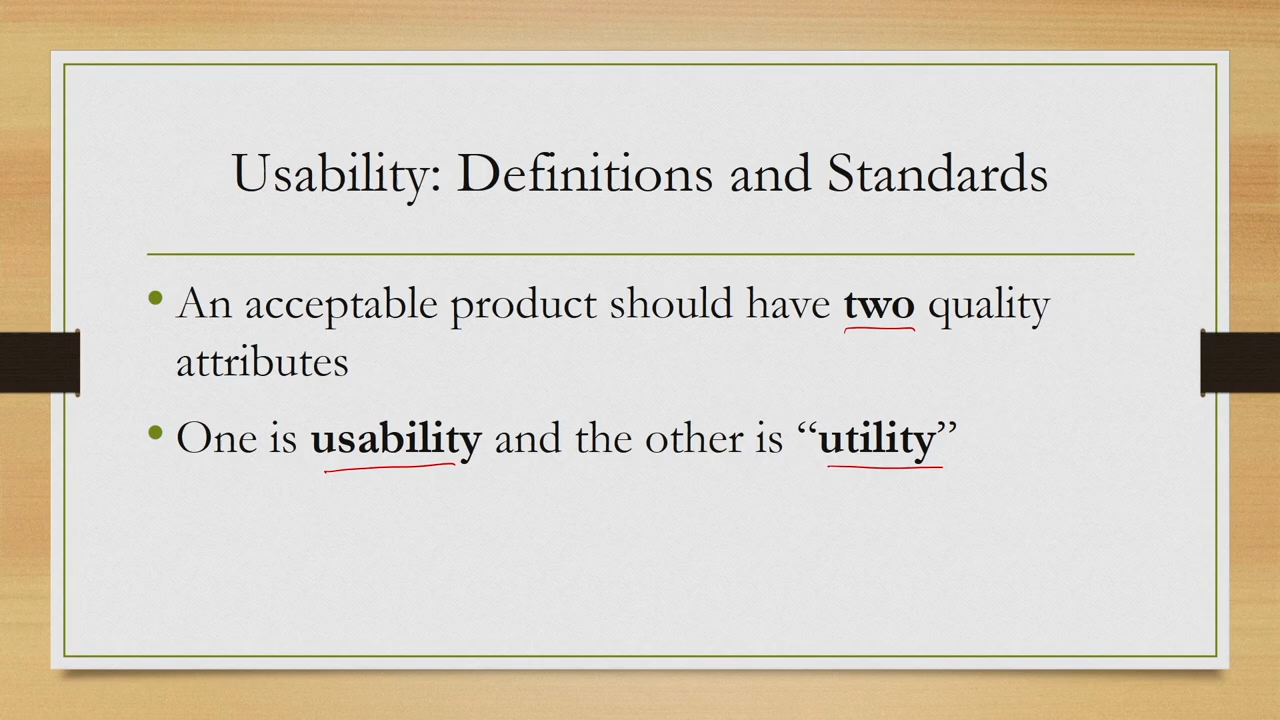 Usability: Definitions and Standards
• An acceptable product should have two quality
attributes
• One is usability and the other is “utility”